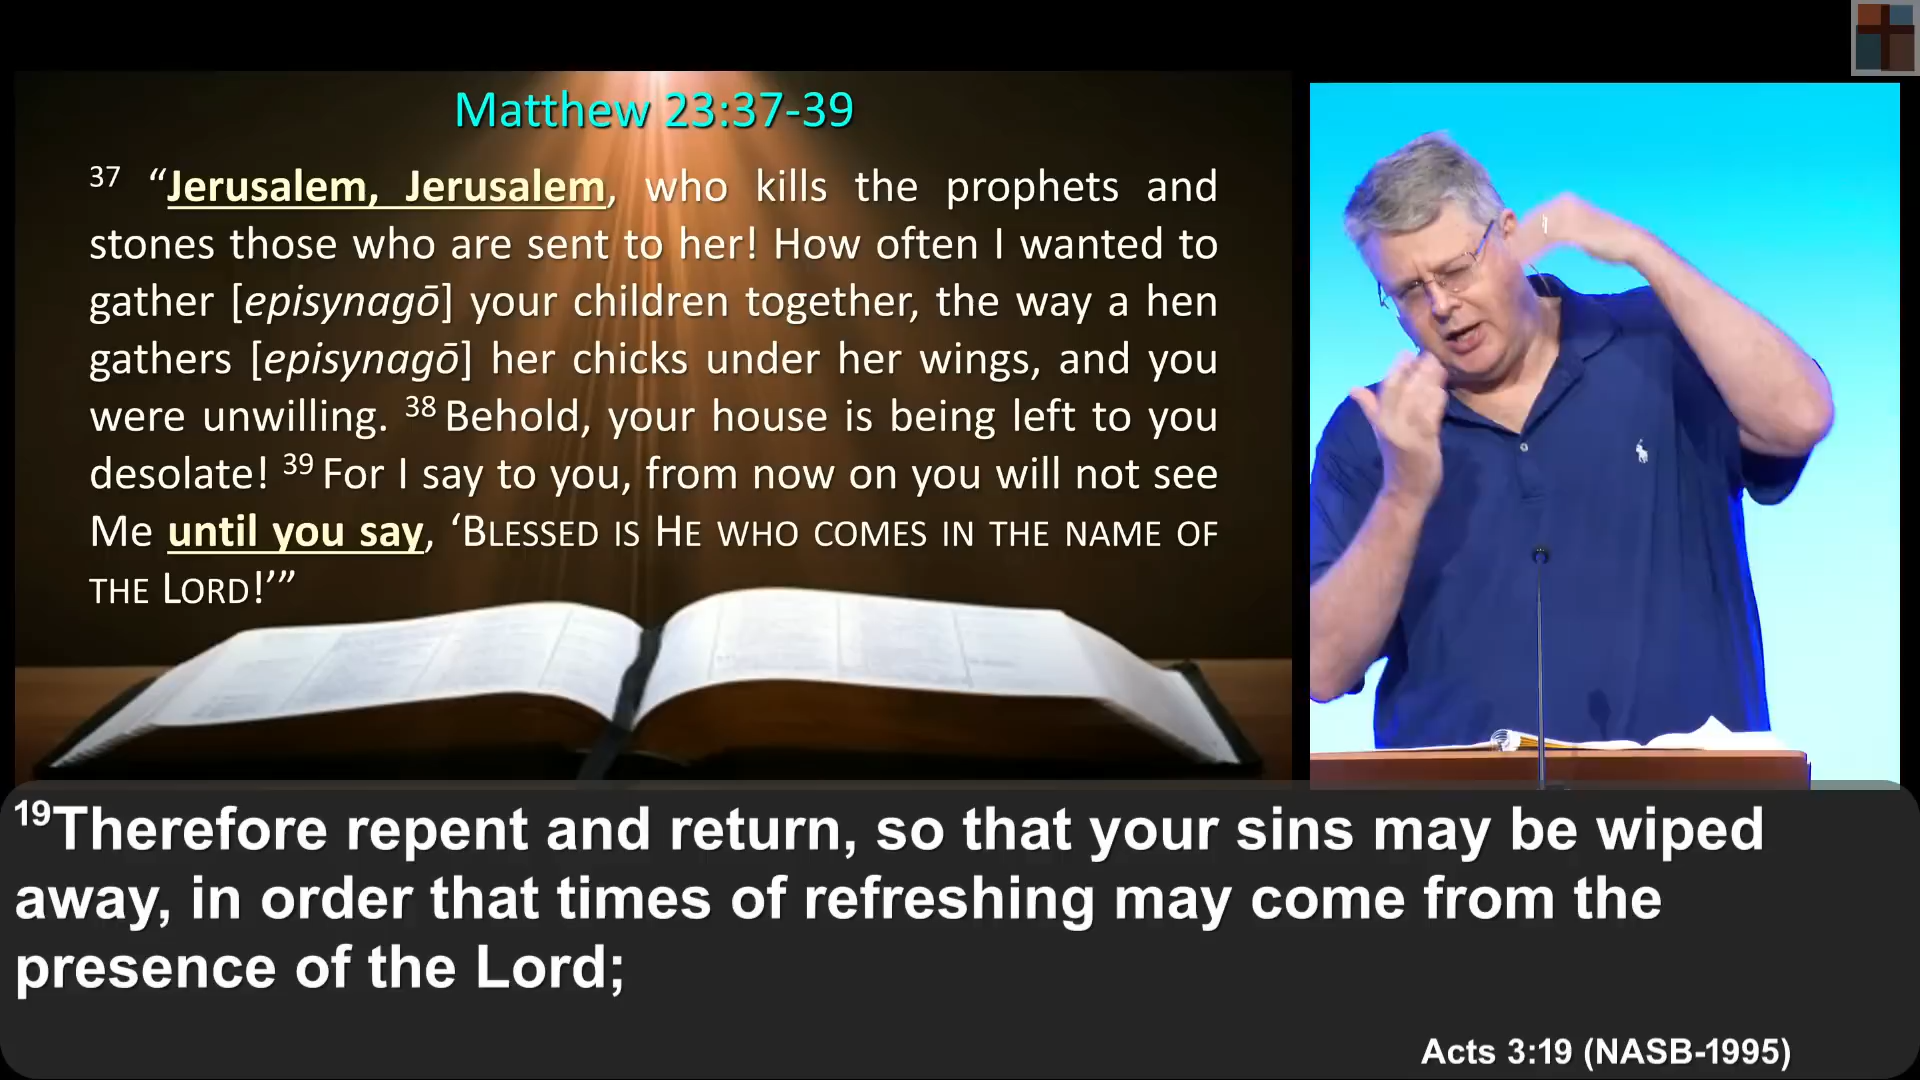 Matthew 23:37-39
37 “Jerusalem, Jerusalem, who kills the prophets and
stones those who are sent to her! How often I wanted to
gather [episynagō] your children together, the way a hen
gathers [episynagō] her chicks under her wings, and you
were unwilling. 38 Behold, your house is being left to you
desolate! 39 For I say to you, from now on you will not see
Me until you say, ‘BLESSED IS HE WHO COMES IN THE NAME OF
THE LORD!’”
19Therefore repent and return, so that your sins may be wiped
away, in order that times of refreshing may come from the
presence of the Lord;
Acts 3:19 (NASB-1995)